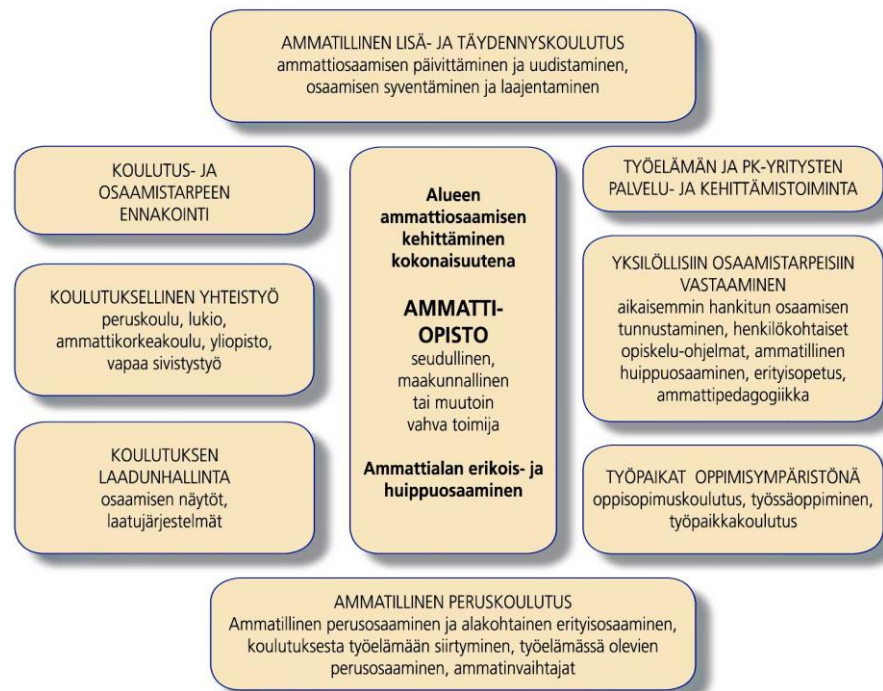 AMMATILLINEN LISÄ- JA TÄYDENNYSKOULUTUS
ammattiosaamisen päivittäminen ja uudistaminen,
osaamisen syventäminen ja laajentaminen
KOULUTUS- JA
OSAAMISTARPEEN
ENNAKOINTI
KOULUTUKSELLINEN YHTEISTYÖ
peruskoulu, lukio,
ammattikorkeakoulu, yliopisto,
vapaa sivistystyö
KOULUTUKSEN
LAADUNHALLINTA
osaamisen näytöt,
laatujärjestelmät
Alueen
ammattiosaamisen
kehittäminen
kokonaisuutena
AMMATTI-
OPISTO
seudullinen,
maakunnallinen
tai muutoin
vahva toimija
Ammattialan erikois- ja
huippuosaaminen
TYÖELÄMÄN JA PK-YRITYSTEN
PALVELU- JA KEHITTÄMISTOIMINTA
YKSILÖLLISIIN OSAAMISTARPEISIIN
VASTAAMINEN
aikaisemmin hankitun osaamisen
tunnustaminen, henkilökohtaiset
opiskelu-ohjelmat, ammatillinen
huippuosaaminen, erityisopetus,
ammattipedagogiikka
TYÖPAIKAT OPPIMISYMPÄRISTÖNÄ
oppisopimuskoulutus, työssäoppiminen,
työpaikkakoulutus
AMMATILLINEN PERUSKOULUTUS
Ammatillinen perusosaaminen ja alakohtainen erityisosaaminen,
koulutuksesta työelämään siirtyminen, työelämässä olevien
perusosaaminen, ammatinvaihtajat